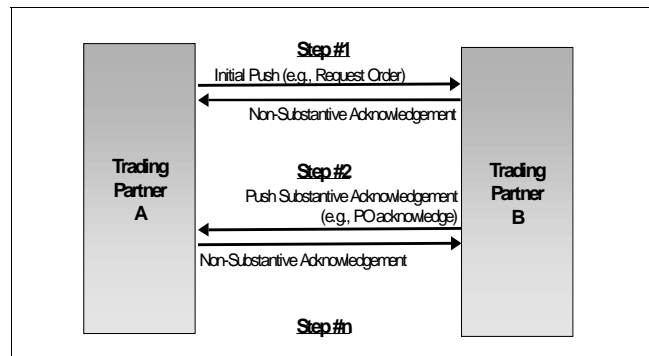 Step #1
Initial Push (e.g., Request Order)
Non-Substantive Acknowledgement
Trading
Partner
A
Step #2
Push Substantive Acknowledgement
(e.g., PO acknowledge)
Non-Substantive Acknowledgement
Trading
Partner
B
Step #n